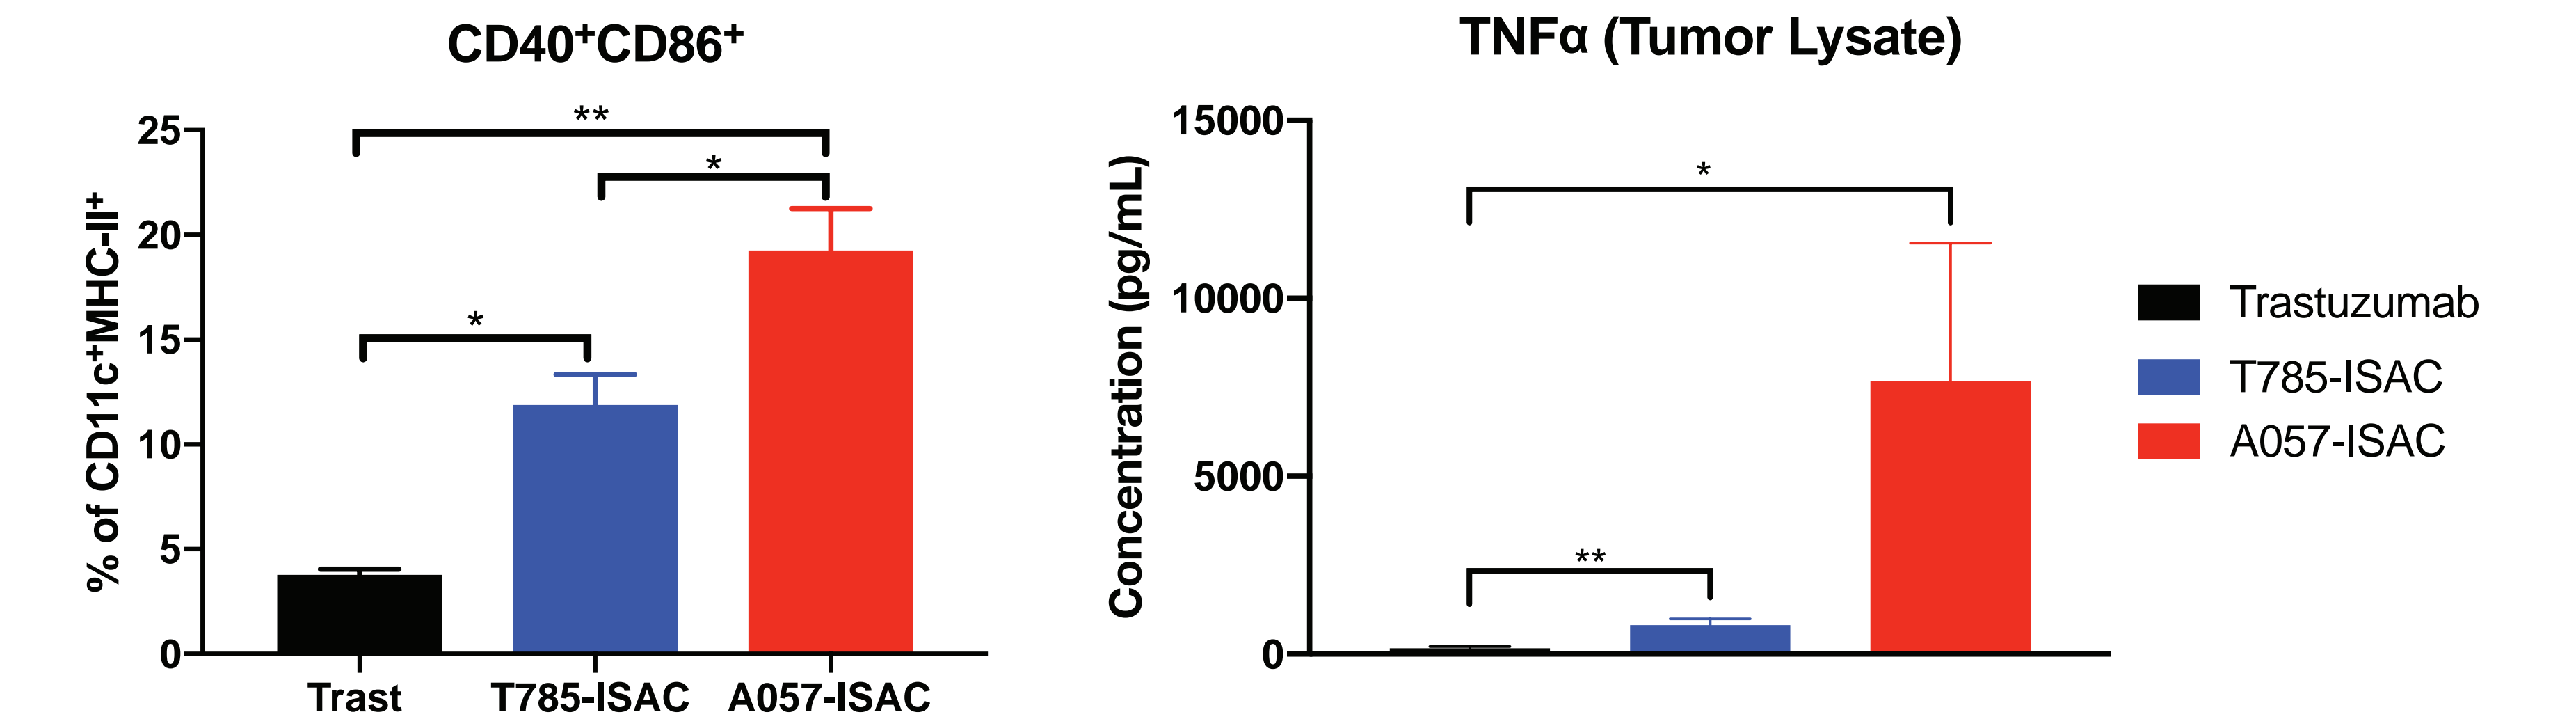 CD40⁺CD86⁺
% of CD11c⁺MHC-II⁺
25
20
15
10
5
0
**
*
*
Trast
T785-ISAC
A057-ISAC
TNFα (Tumor Lysate)
Concentration (pg/mL)
15000
10000
5000
0
*
**
Trastuzumab
T785-ISAC
A057-ISAC